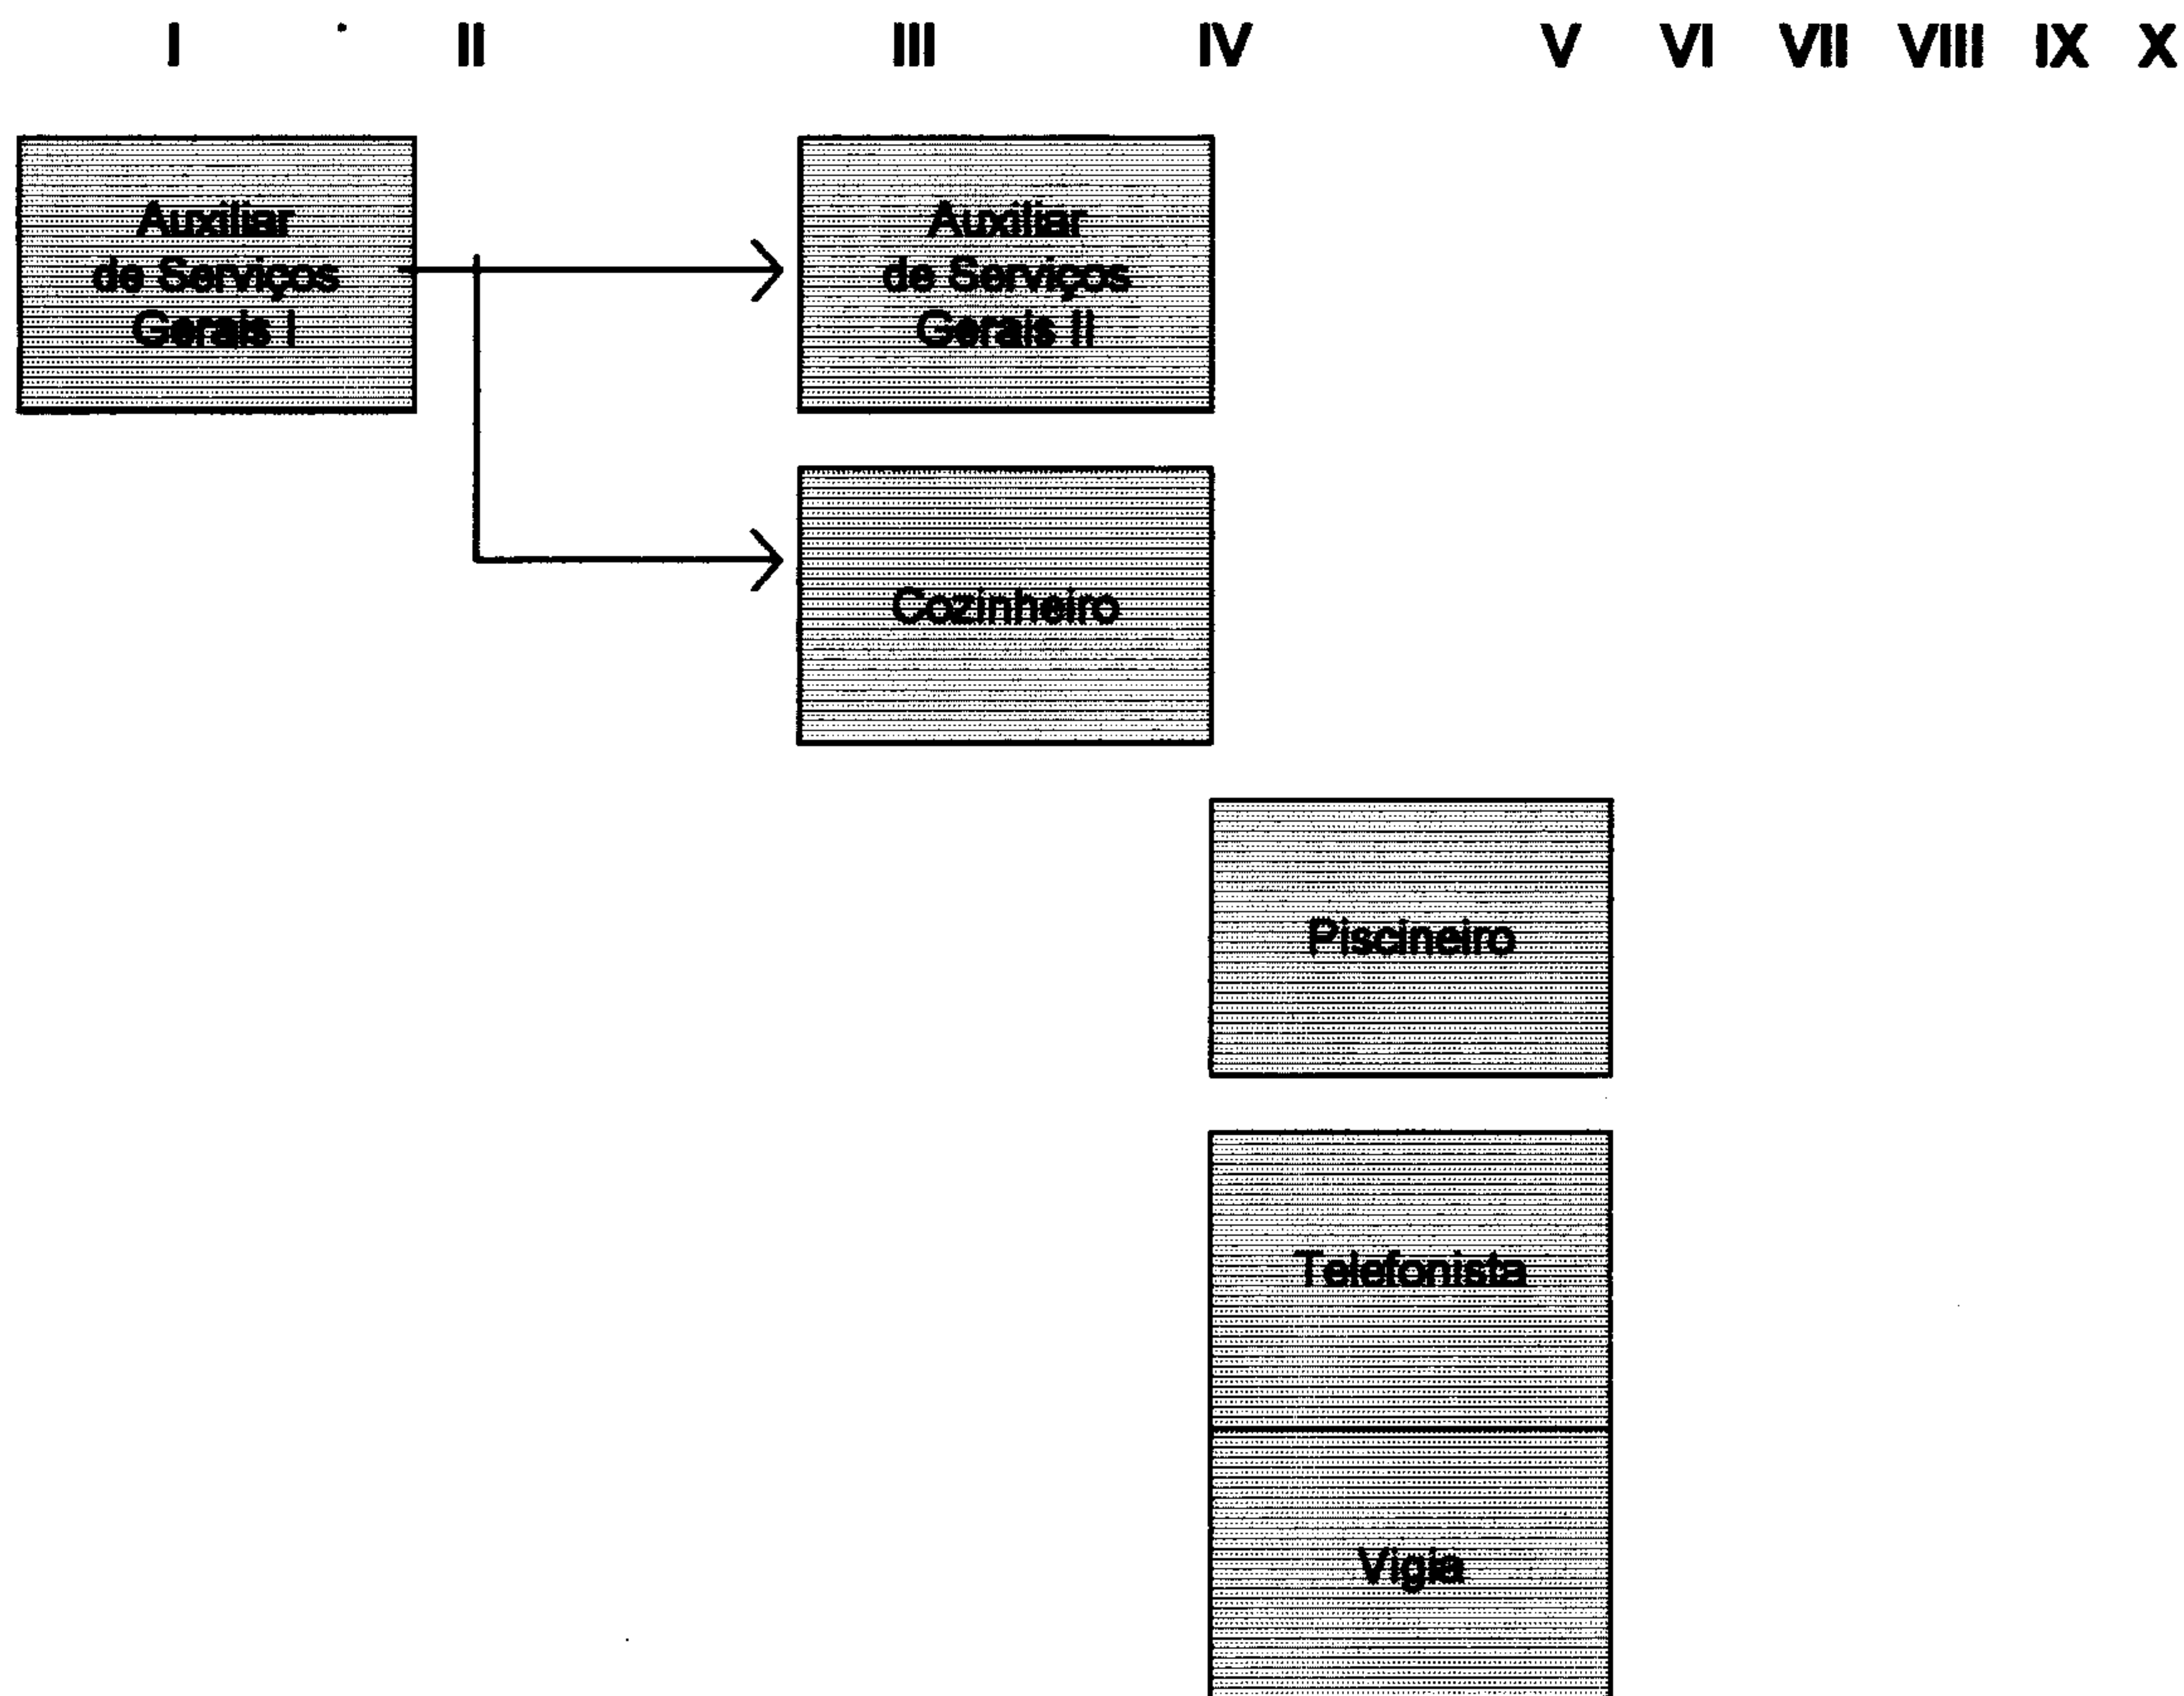 I II III IV V VI VII VIII IX X
Auxiliar
de Serviços
Gerais I
Auxiliar
de Serviços
Gerais II
Cozinheiro
Piscineiro
Telefonista
Vigia